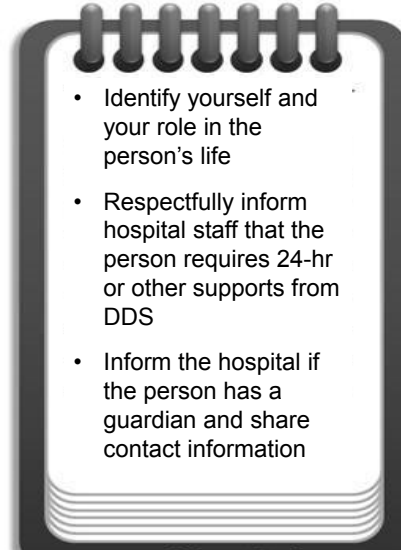 • Identify yourself and
your role in the
person's life
• Respectfully inform
hospital staff that the
person requires 24-hr
or other supports from
DDS
• Inform the hospital if
the person has a
guardian and share
contact information